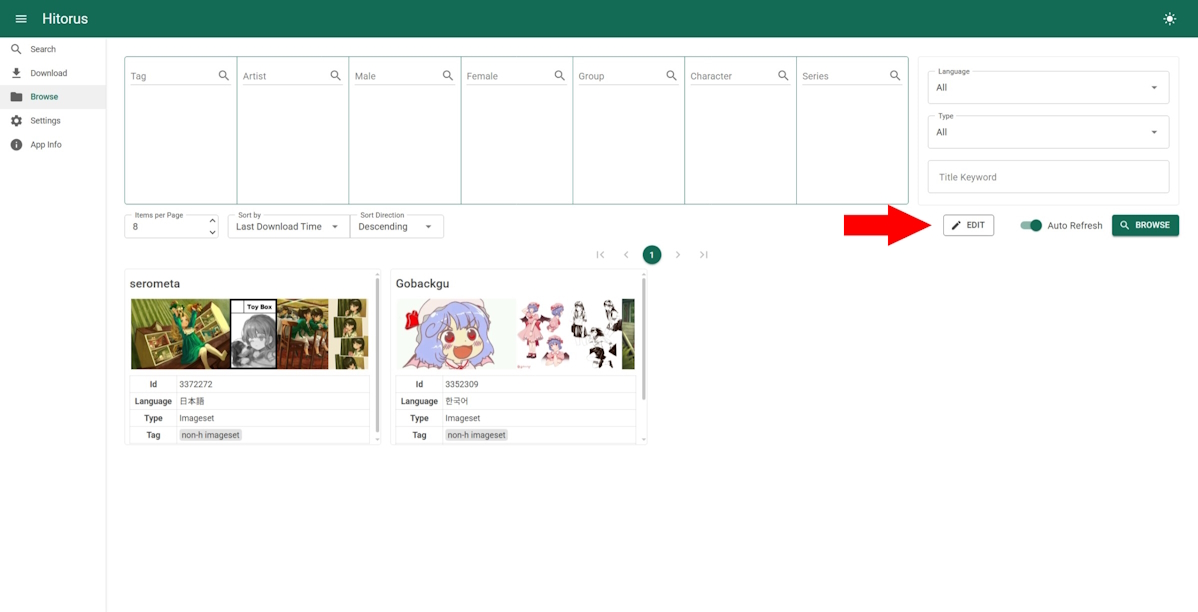 Hitorus
Search
Download
Browse
Settings
App Info
Tag
Artist
Male
Female
Group
Character
Series
Language
All
Type
All
Title Keyword
Items per Page
8
Sort by
Last Download Time
Sort Direction
Descending
EDIT
Auto Refresh
BROWSE
1
serometa
Toy Box
Id 3372272
Language 日本語
Type Imageset
Tag non-h imageset
Gobackgu
Id 3352309
Language 한국어
Type Imageset
Tag non-h imageset